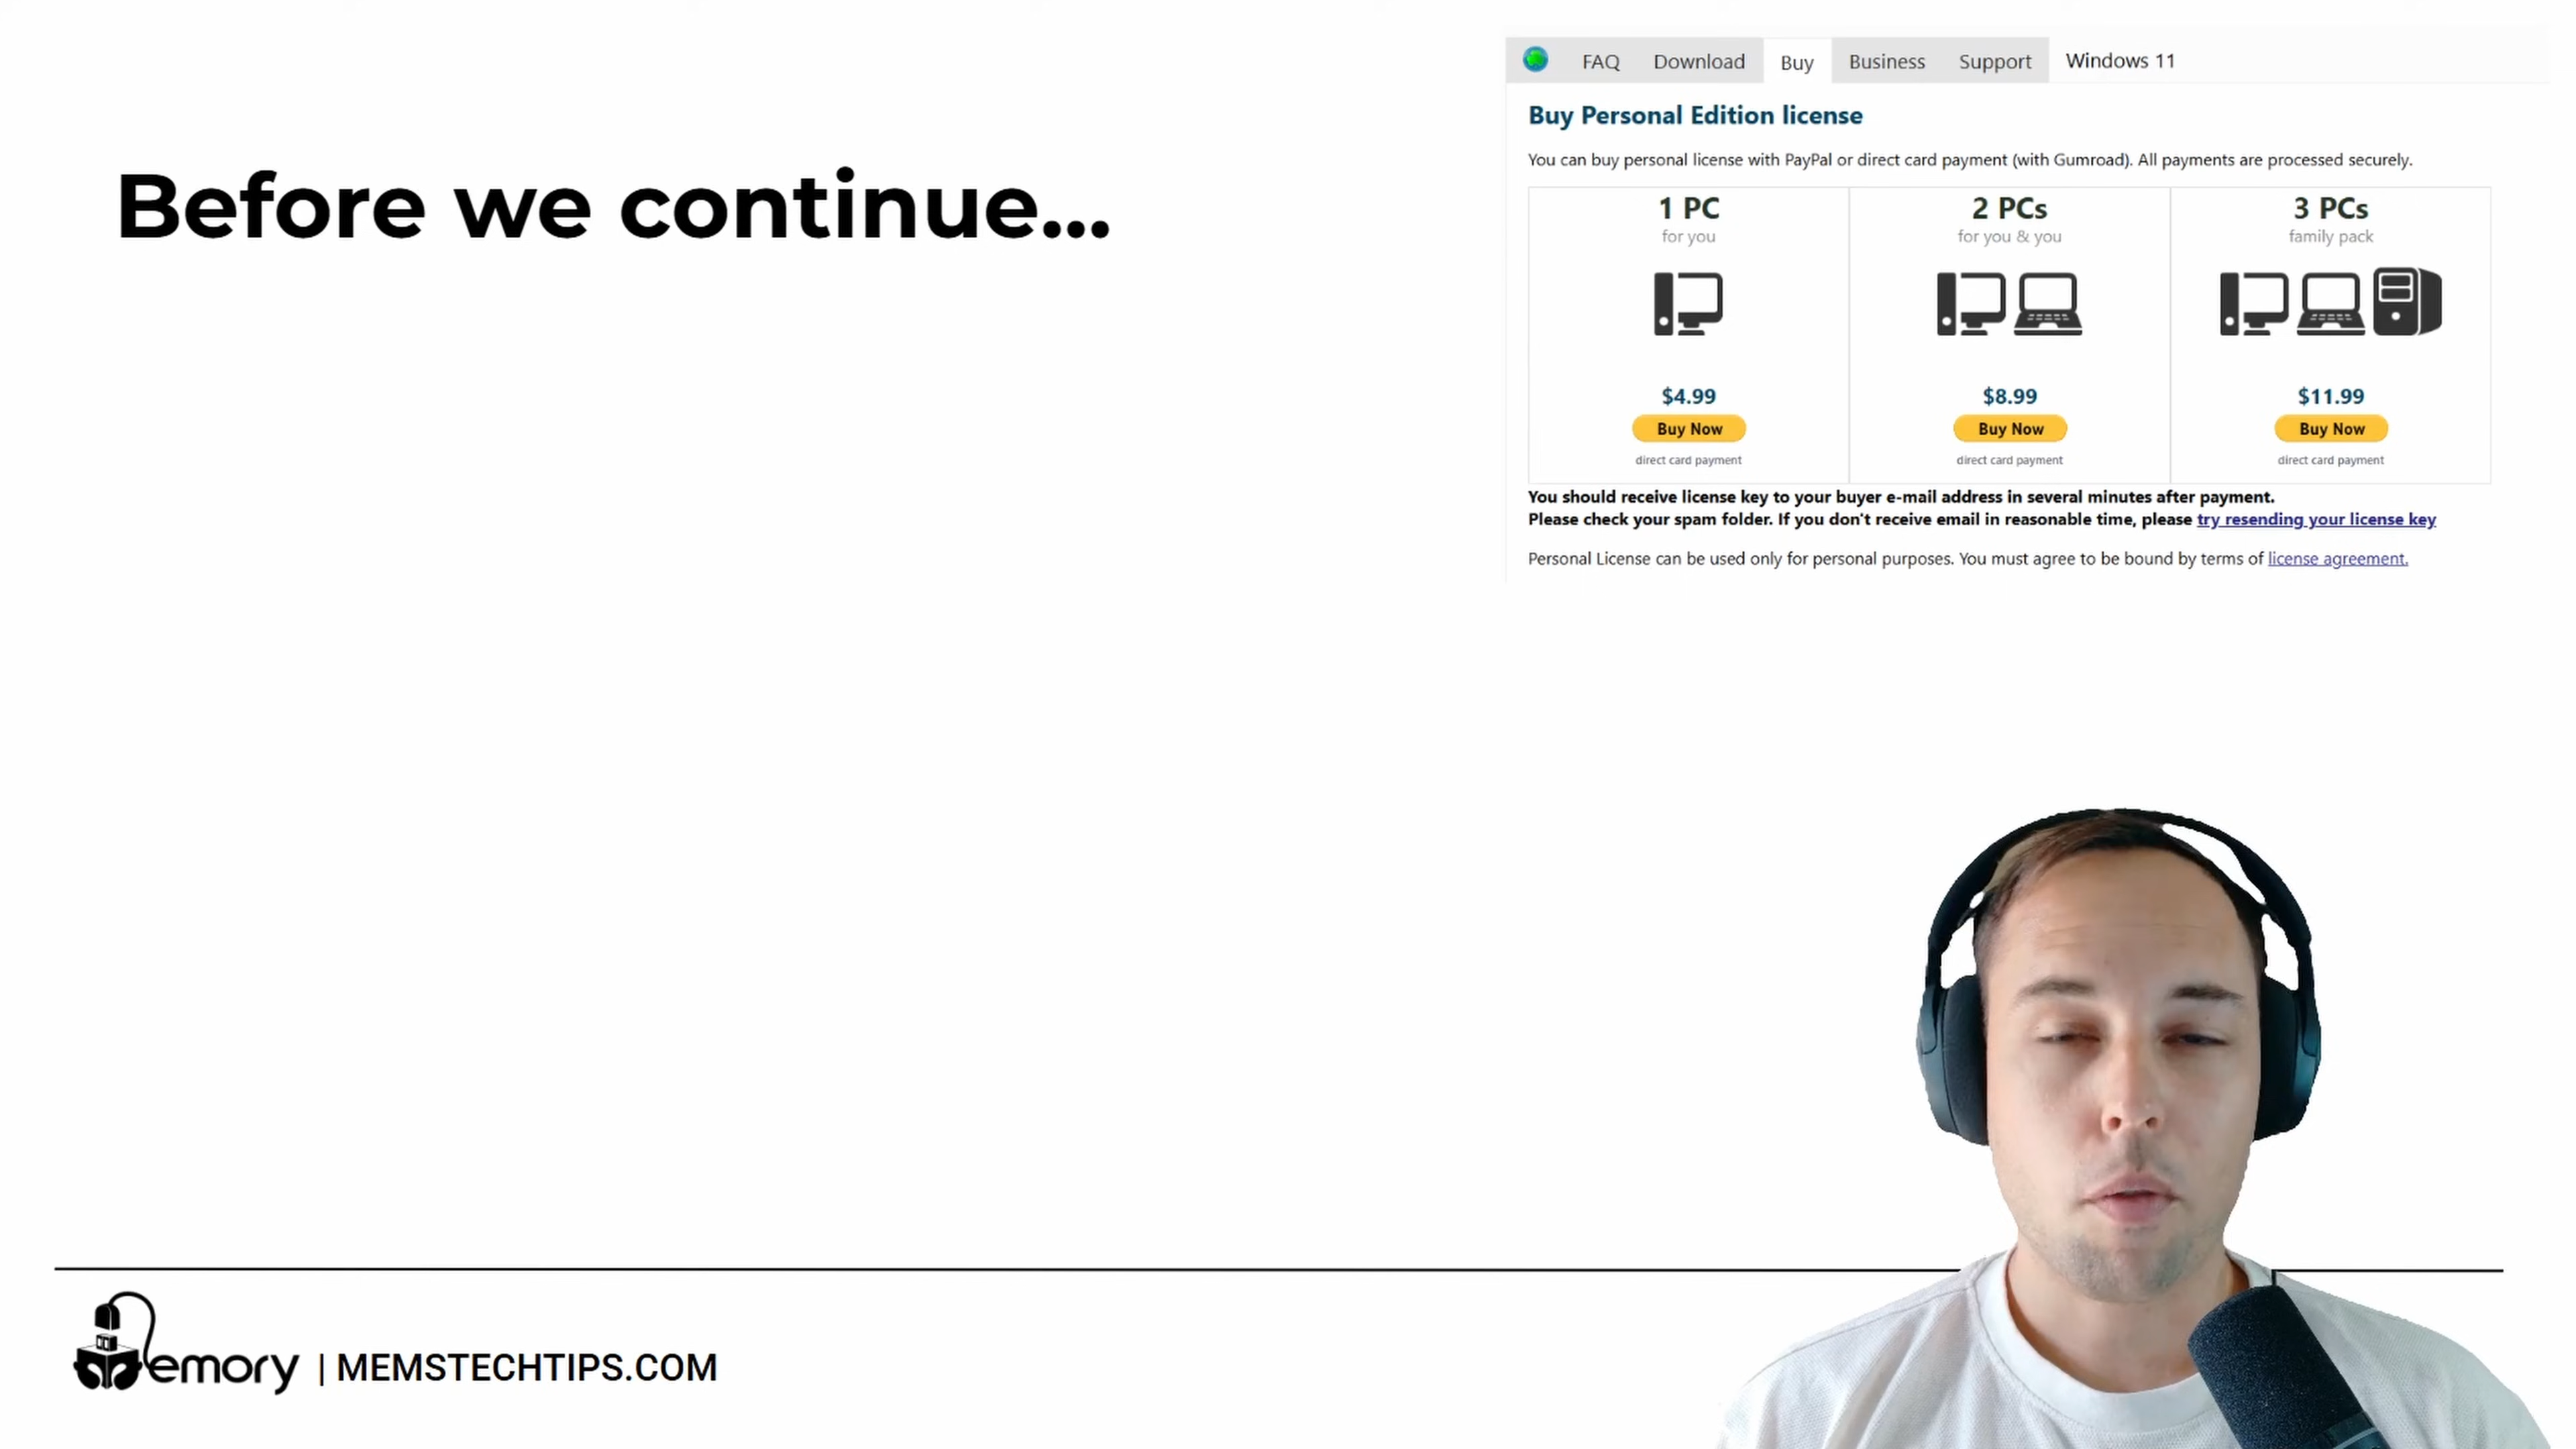 Before we continue...
FAQ Download Buy Business Support Windows 11
Buy Personal Edition license
You can buy personal license with PayPal or direct card payment (with Gumroad). All payments are processed securely.
1 PC
for you
$4.99
Buy Now
direct card payment
2 PCs
for you & you
$8.99
Buy Now
direct card payment
3 PCs
family pack
$11.99
Buy Now
direct card payment
You should receive license key to your buyer e-mail address in several minutes after payment.
Please check your spam folder. If you don't receive email in reasonable time, please try resending your license key
Personal License can be used only for personal purposes. You must agree to be bound by terms of license agreement.
emory | MEMSTECHTIPS.COM